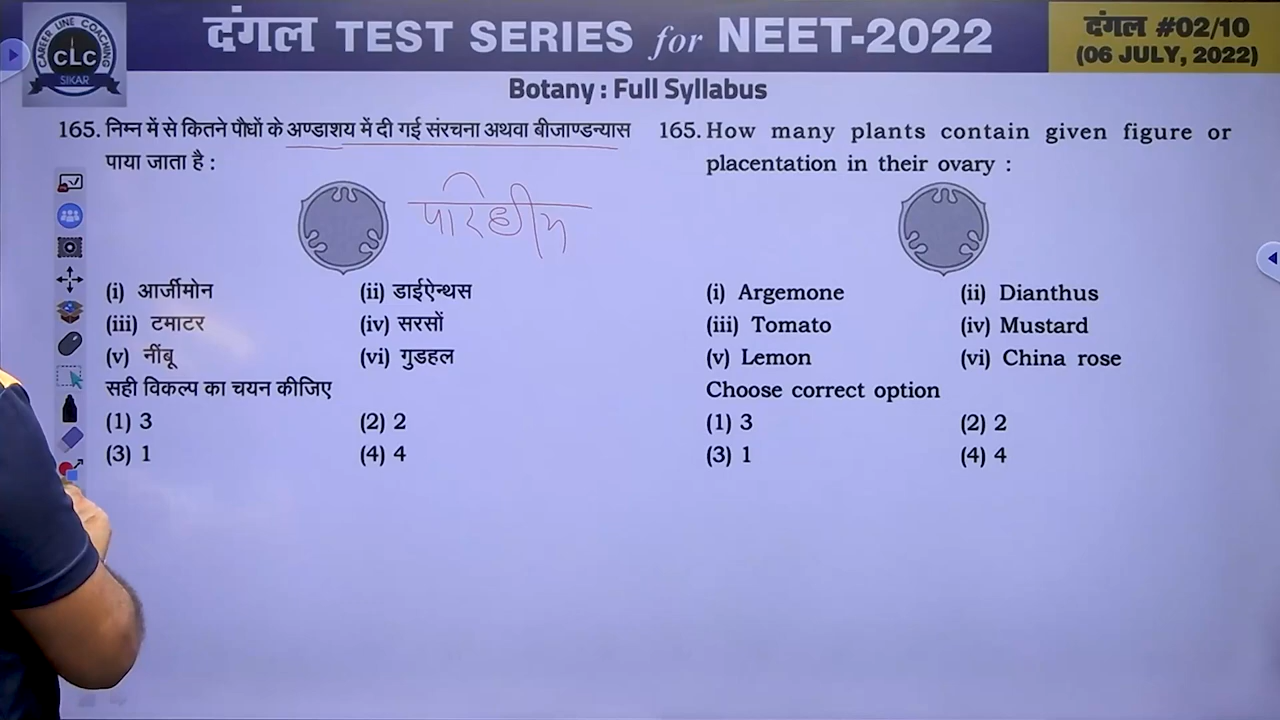 CAREER LINE COACHING
CLC
SIKAR
दंगल TEST SERIES for NEET-2022
दंगल #02/10
(06 JULY, 2022)
Botany : Full Syllabus
165. निम्न में से कितने पौघों के अण्डाशय में दी गई संरचना अथवा बीजाण्डन्यास
पाया जाता है :
परिधीय
(i) आर्जीमोन (ii) डाईऐन्थस
(iii) टमाटर (iv) सरसों
(v) नींबू (vi) गुडहल
सही विकल्प का चयन कीजिए
(1) 3 (2) 2
(3) 1 (4) 4
165. How many plants contain given figure or
placentation in their ovary :
(i) Argemone (ii) Dianthus
(iii) Tomato (iv) Mustard
(v) Lemon (vi) China rose
Choose correct option
(1) 3 (2) 2
(3) 1 (4) 4